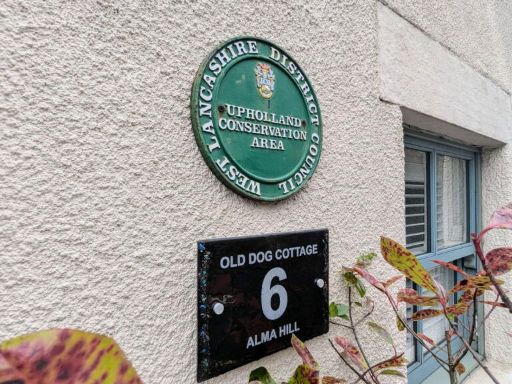 WEST LANCASHIRE DISTRICT COUNCIL
UPHOLLAND
CONSERVATION
AREA
OLD DOG COTTAGE
6
ALMA HILL